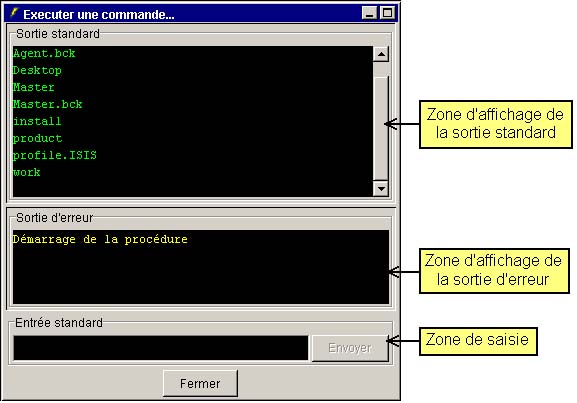 Executer une commande...
Sortie standard
Agent.bck
Desktop
Master
Master.bck
install
product
profile.ISIS
work
Zone d'affichage de
la sortie standard
Sortie d'erreur
Démarrage de la procédure
Zone d'affichage de
la sortie d'erreur
Entrée standard
Envoyer
Zone de saisie
Fermer